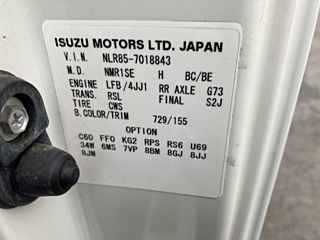 ISUZU MOTORS LTD. JAPAN
V.I.N. NLR85-7018843
M.D. NMR1SE H BC/BE
ENGINE LFB/4JJ1 RR AXLE G73
TRANS. RSL FINAL S2J
TIRE CWS
B.COLOR/TRIM 729/155
OPTION
C60 FF0 KG2 RPS RS6 U69
34W 6MS 7VP 8BM 8GJ 8JJ
8JM